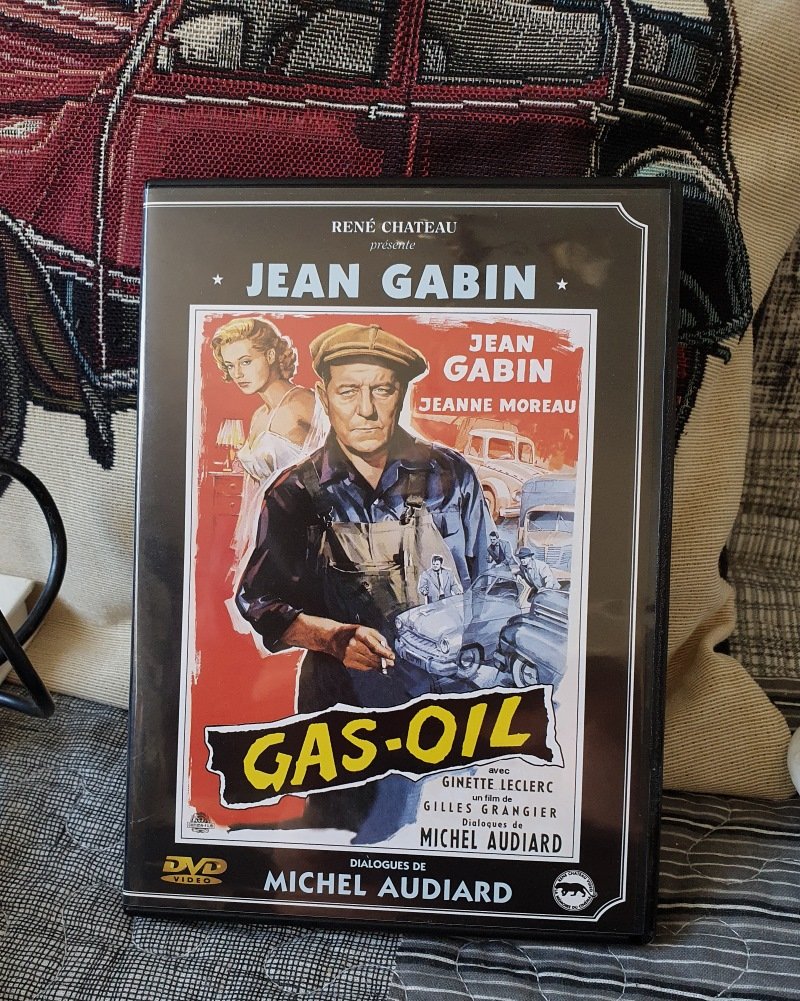 RENÉ CHATEAU
présente
JEAN GABIN
JEAN
GABIN
JEANNE MOREAU
GAS-OIL
avec
GINETTE LECLERC
un film de
GILLES GRANGIER
Dialogues de
MICHEL AUDIARD
DVD
VIDEO
DIALOGUES DE
MICHEL AUDIARD